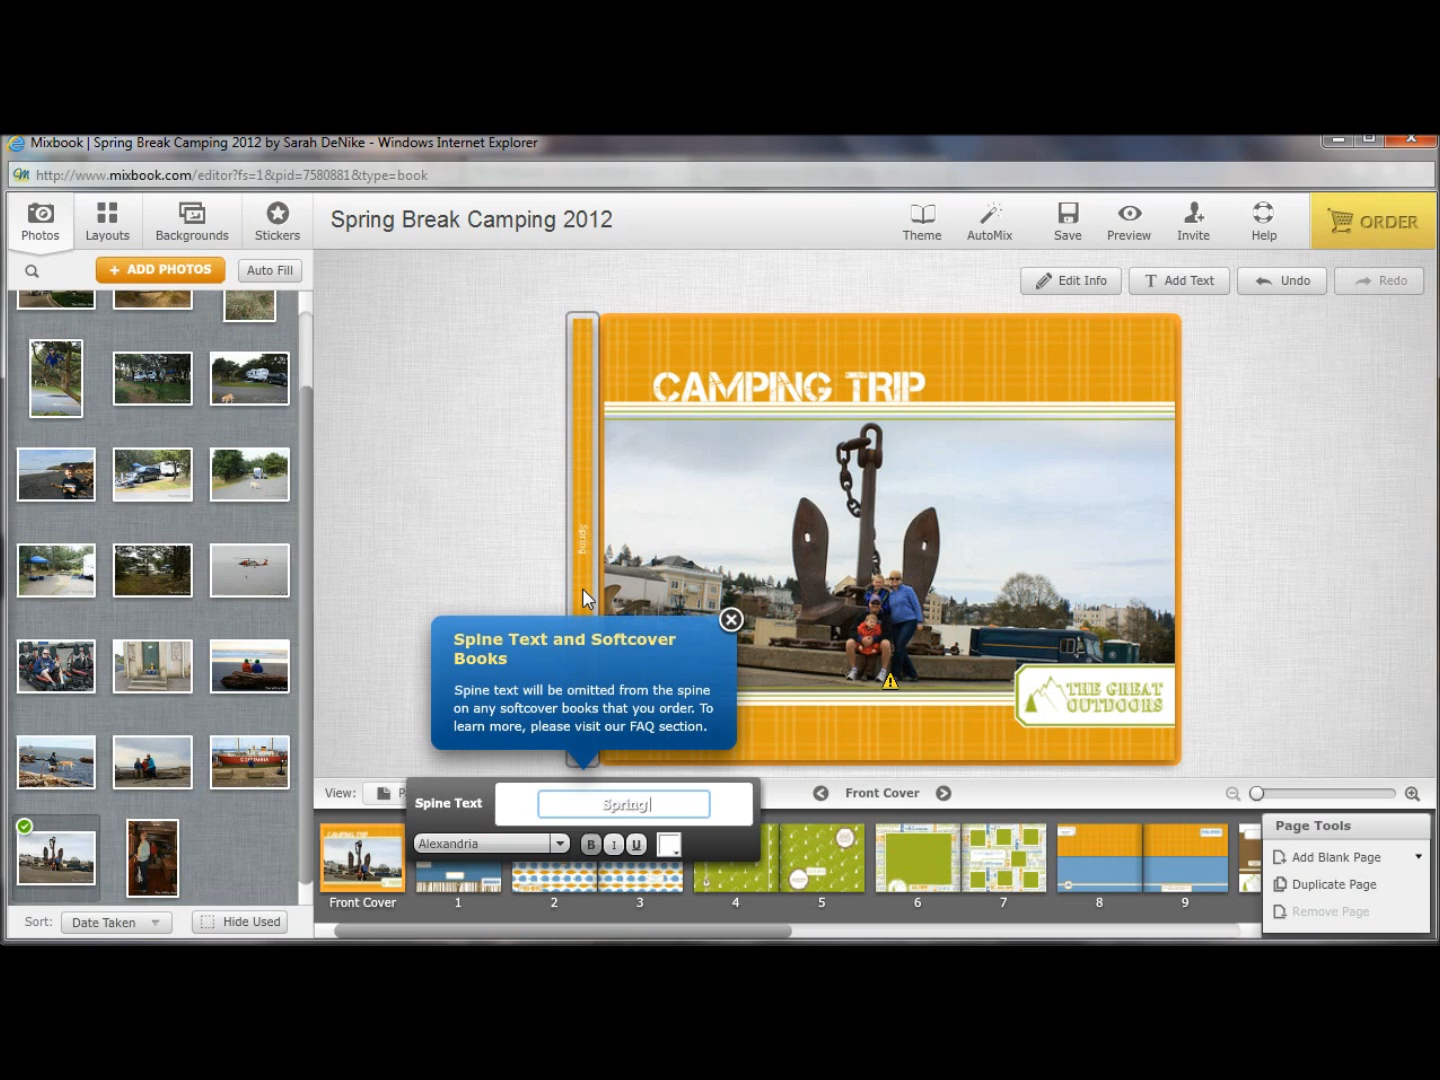 Mixbook | Spring Break Camping 2012 by Sarah DeNike - Windows Internet Explorer
http://www.mixbook.com/editor?fs=1&pid=7580881&type=book
Photos
Layouts
Backgrounds
Stickers
Spring Break Camping 2012
Theme
AutoMix
Save
Preview
Invite
Help
ORDER
+ ADD PHOTOS
Auto Fill
Edit Info
T Add Text
Undo
Redo
CAMPING TRIP
Spring
THE GREAT
OUTDOORS
Spine Text and Softcover
Books
Spine text will be omitted from the spine
on any softcover books that you order. To
learn more, please visit our FAQ section.
View:
P
Front Cover
Spine Text
Spring
Alexandria
B I U
Front Cover
1
2
3
4
5
6
7
8
9
Page Tools
Add Blank Page
Duplicate Page
Remove Page
Sort:
Date Taken
Hide Used